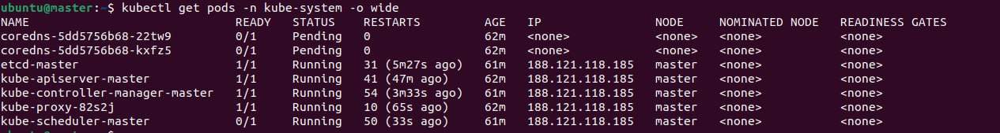 ubuntu@master:~$ kubectl get pods -n kube-system -o wide
NAME READY STATUS RESTARTS AGE IP NODE NOMINATED NODE READINESS GATES
coredns-5dd5756b68-22tw9 0/1 Pending 0 62m <none> <none> <none> <none>
coredns-5dd5756b68-kxfz5 0/1 Pending 0 62m <none> <none> <none> <none>
etcd-master 1/1 Running 31 (5m27s ago) 61m 188.121.118.185 master <none> <none>
kube-apiserver-master 1/1 Running 41 (47m ago) 62m 188.121.118.185 master <none> <none>
kube-controller-manager-master 1/1 Running 54 (3m33s ago) 61m 188.121.118.185 master <none> <none>
kube-proxy-82s2j 1/1 Running 10 (65s ago) 62m 188.121.118.185 master <none> <none>
kube-scheduler-master 0/1 Running 50 (33s ago) 61m 188.121.118.185 master <none> <none>